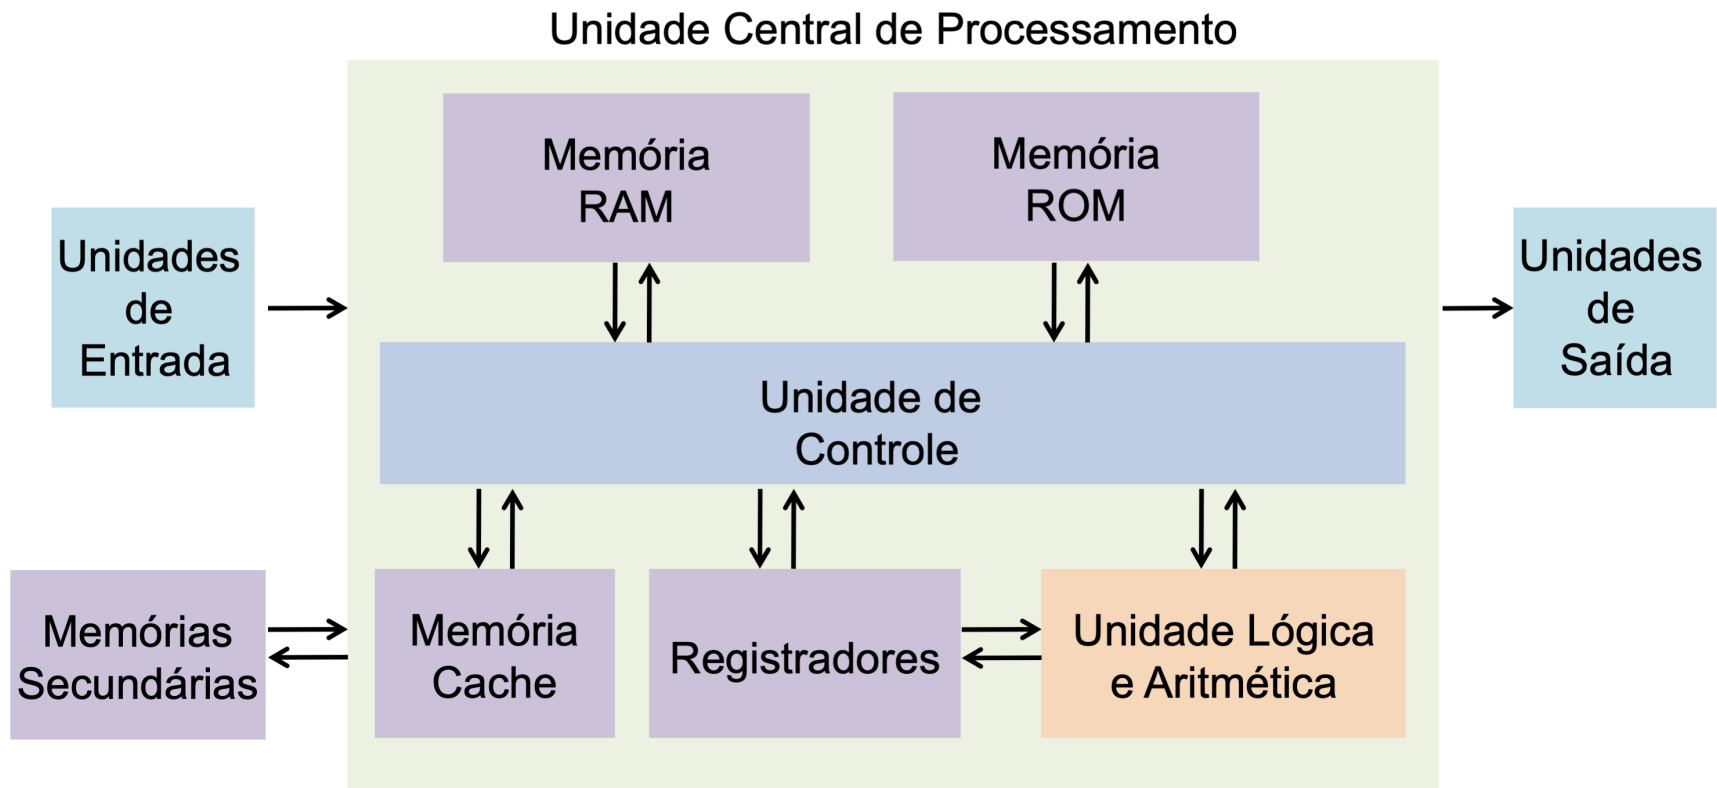 Unidade Central de Processamento
Memória
RAM
Memória
ROM
Unidades
de
Entrada
Unidades
de
Saída
Unidade de
Controle
Memórias
Secundárias
Memória
Cache
Registradores
Unidade Lógica
e Aritmética